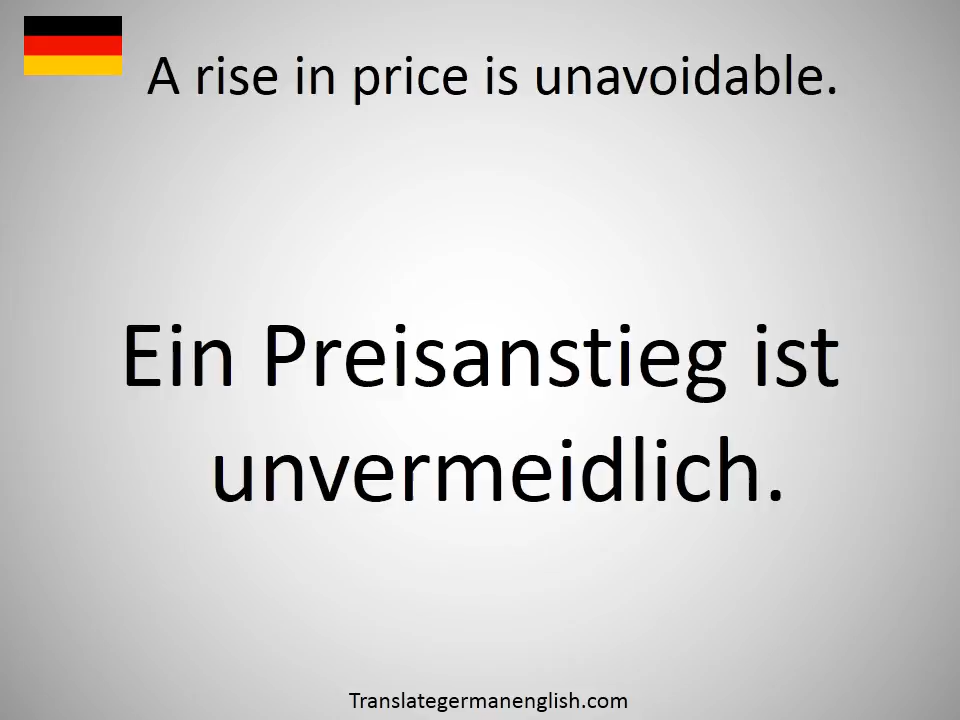 A rise in price is unavoidable.
Ein Preisanstieg ist
unvermeidlich.
Translategermanenglish.com